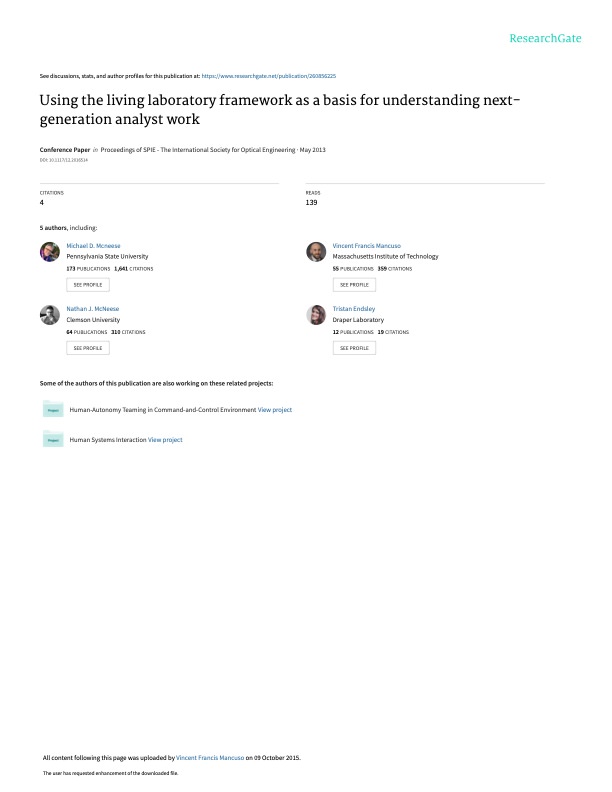 ResearchGate
See discussions, stats, and author profiles for this publication at: https://www.researchgate.net/publication/260856225
Using the living laboratory framework as a basis for understanding next-
generation analyst work
Conference Paper in Proceedings of SPIE - The International Society for Optical Engineering · May 2013
DOI: 10.1117/12.2016514
CITATIONS
4
READS
139
5 authors, including:
Michael D. Mcneese
Pennsylvania State University
173 PUBLICATIONS 1,641 CITATIONS
SEE PROFILE
Vincent Francis Mancuso
Massachusetts Institute of Technology
55 PUBLICATIONS 359 CITATIONS
SEE PROFILE
Nathan J. McNeese
Clemson University
64 PUBLICATIONS 310 CITATIONS
SEE PROFILE
Tristan Endsley
Draper Laboratory
12 PUBLICATIONS 19 CITATIONS
SEE PROFILE
Some of the authors of this publication are also working on these related projects:
Project
Human-Autonomy Teaming in Command-and-Control Environment View project
Project
Human Systems Interaction View project
All content following this page was uploaded by Vincent Francis Mancuso on 09 October 2015.
The user has requested enhancement of the downloaded file.